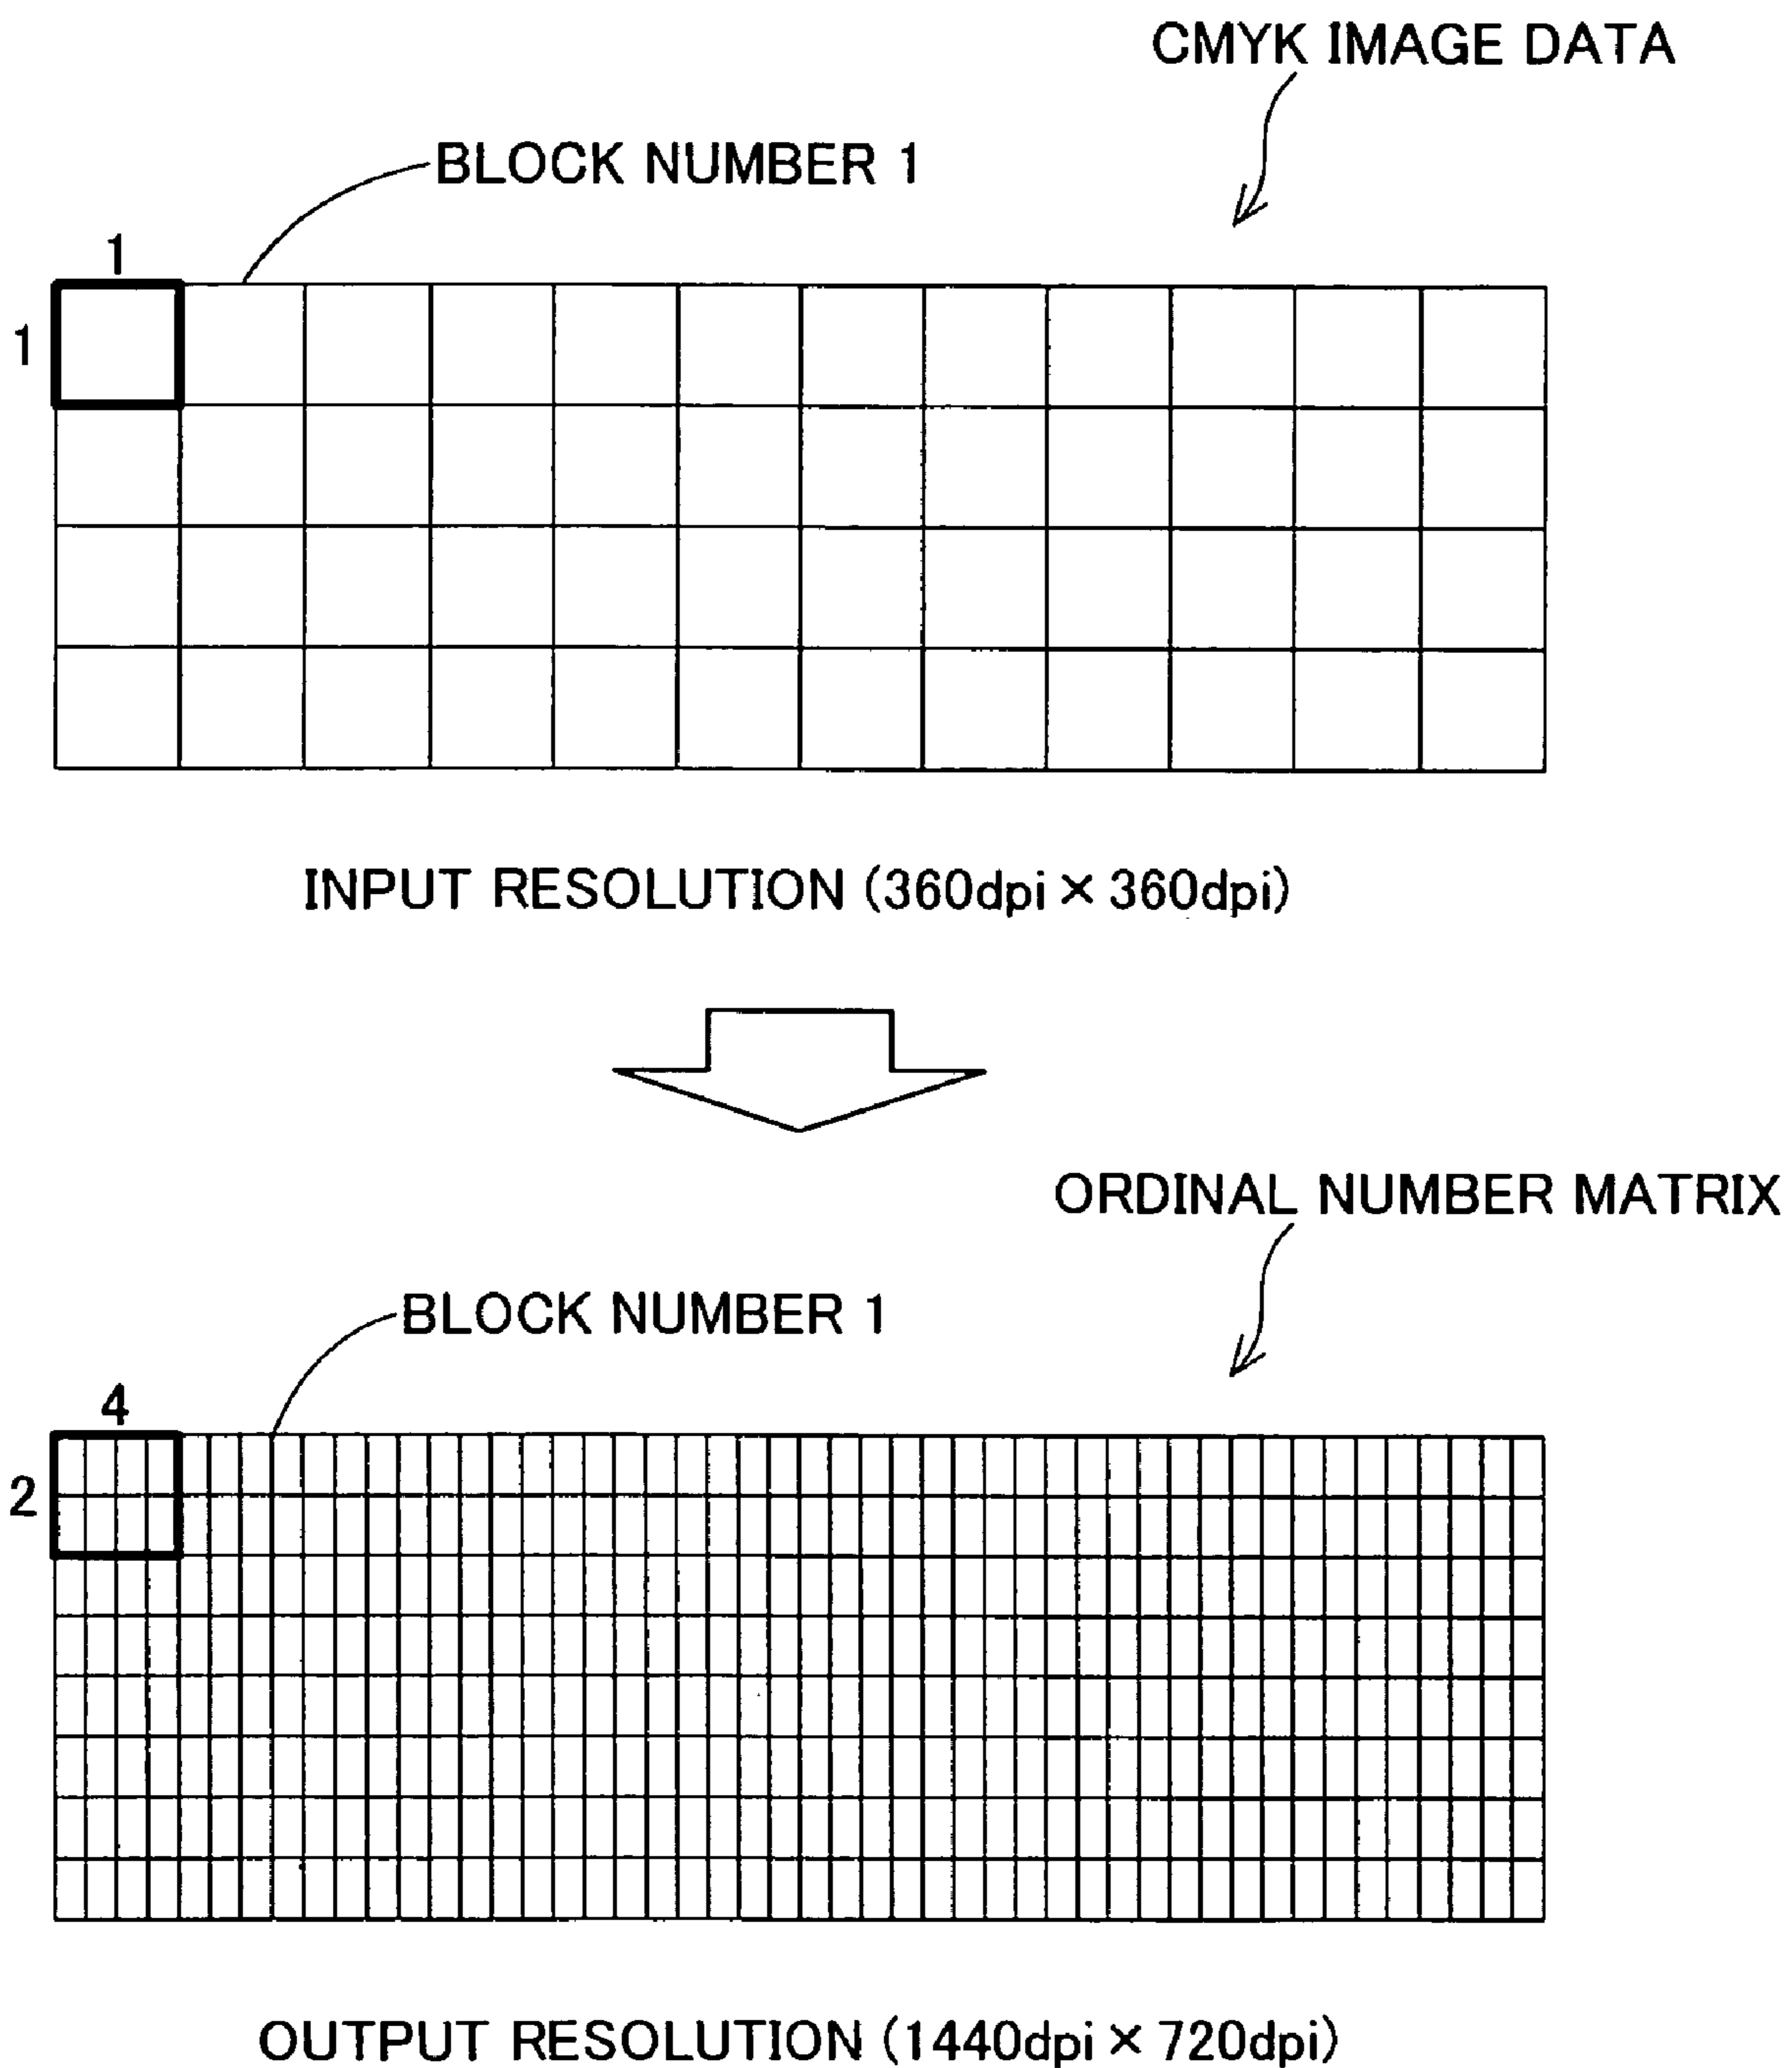 CMYK IMAGE DATA
BLOCK NUMBER 1
1
1
INPUT RESOLUTION (360dpi × 360dpi)
ORDINAL NUMBER MATRIX
BLOCK NUMBER 1
4
2
OUTPUT RESOLUTION (1440dpi × 720dpi)